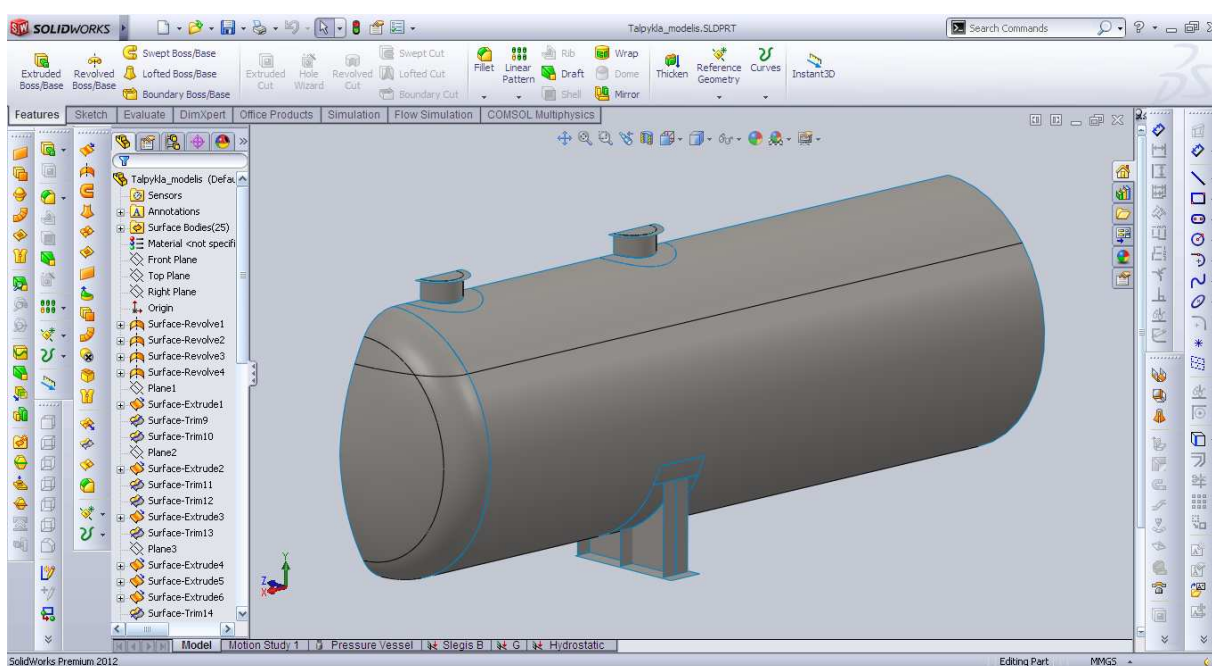 SOLIDWORKS
Talpykla_modelis.SLDPRT
Search Commands
Extruded Boss/Base
Revolved Boss/Base
Swept Boss/Base
Lofted Boss/Base
Boundary Boss/Base
Extruded Cut
Hole Wizard
Revolved Cut
Swept Cut
Lofted Cut
Boundary Cut
Fillet
Linear Pattern
Rib
Draft
Shell
Wrap
Dome
Mirror
Thicken
Reference Geometry
Curves
Instant3D
Features
Sketch
Evaluate
DimXpert
Office Products
Simulation
Flow Simulation
COMSOL Multiphysics
Talpykla_modelis (Defau
Sensors
Annotations
Surface Bodies(25)
Material <not specifi
Front Plane
Top Plane
Right Plane
Origin
Surface-Revolve1
Surface-Revolve2
Surface-Revolve3
Surface-Revolve4
Plane1
Surface-Extrude1
Surface-Trim9
Surface-Trim10
Plane2
Surface-Extrude2
Surface-Trim11
Surface-Trim12
Surface-Extrude3
Surface-Trim13
Plane3
Surface-Extrude4
Surface-Extrude5
Surface-Extrude6
Surface-Trim14
Y
Z
X
Model
Motion Study 1
Pressure Vessel
Slegis B
G
Hydrostatic
SolidWorks Premium 2012
Editing Part
MMGS